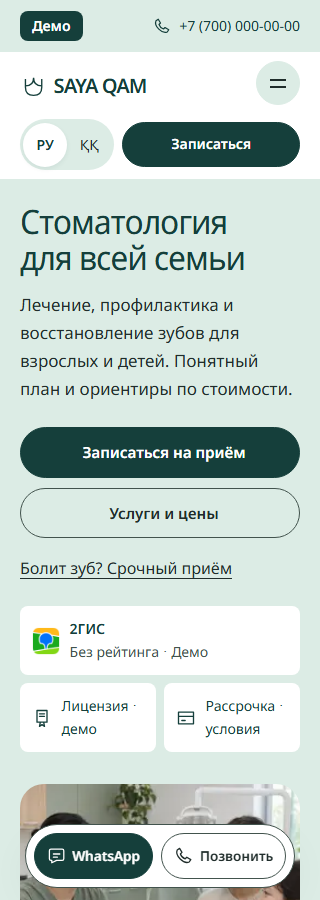 Демо
+7 (700) 000-00-00
SAYA QAM
РУ
ҚҚ
Записаться
Стоматология
для всей семьи
Лечение, профилактика и
восстановление зубов для
взрослых и детей. Понятный
план и ориентиры по стоимости.
Записаться на приём
Услуги и цены
Болит зуб? Срочный приём
2ГИС
Без рейтинга · Демо
Лицензия ·
демо
Рассрочка ·
условия
WhatsApp
Позвонить